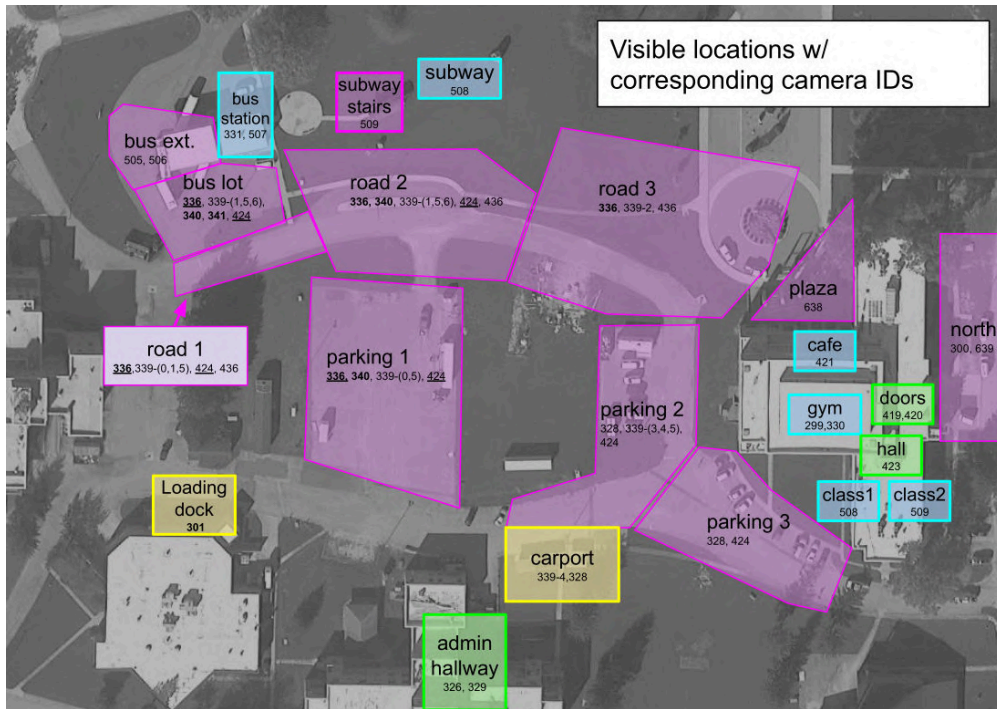 Visible locations w/
corresponding camera IDs
subway
508
subway
stairs
509
bus
station
331, 507
bus ext.
505, 506
bus lot
336, 339-(1,5,6)
340, 341, 424
road 2
336, 340, 339-(1,5,6), 424, 436
road 3
336, 339-2, 436
plaza
638
north
300, 639
road 1
336,339-(0,1,5), 424, 436
parking 1
336, 340, 339-(0,5), 424
cafe
421
parking 2
328, 339-(3,4,5),
424
gym
299,330
doors
419,420
hall
423
Loading
dock
301
class1
508
class2
509
parking 3
328, 424
carport
339-4,328
admin
hallway
326, 329